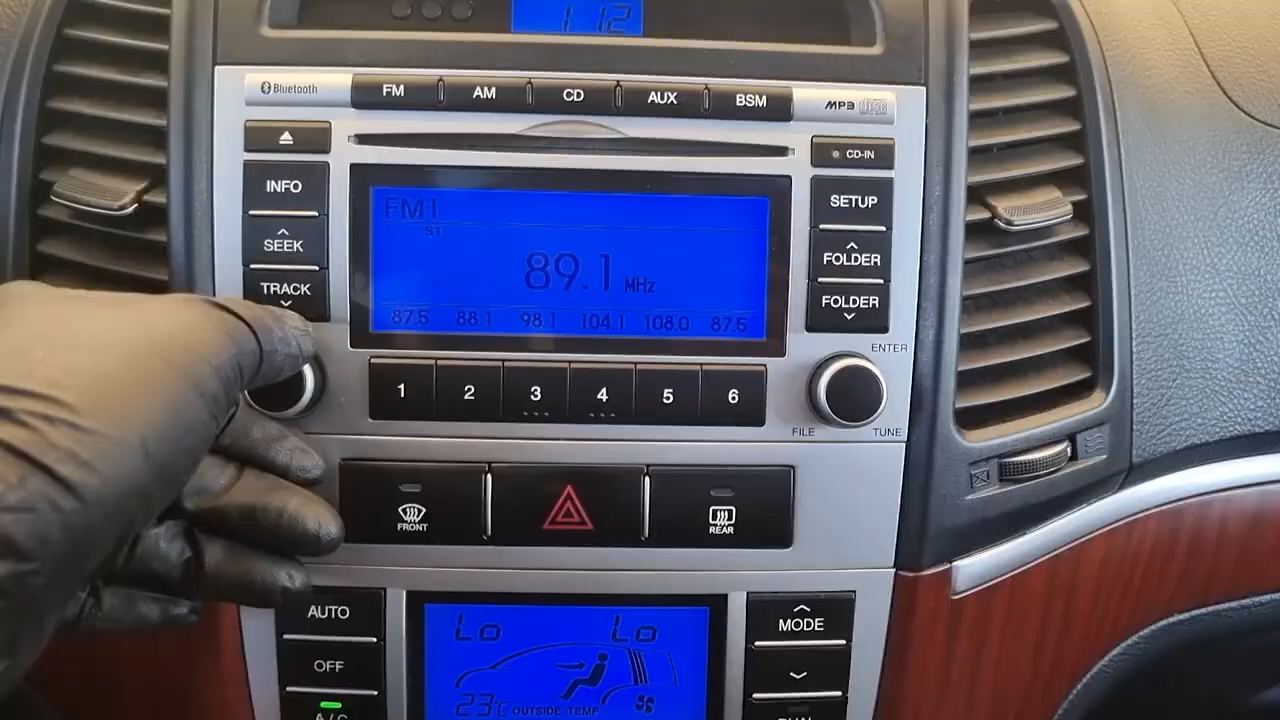 1 12
Bluetooth
FM AM CD AUX BSM
MP3 disc
CD-IN
INFO
SEEK
TRACK
FM1
ST
89.1 MHz
87.5 88.1 98.1 104.1 108.0 87.5
SETUP
FOLDER
FOLDER
1 2 3 4 5 6
ENTER
FILE TUNE
FRONT
REAR
AUTO
OFF
A/C
Lo Lo
23°C OUTSIDE TEMP
MODE